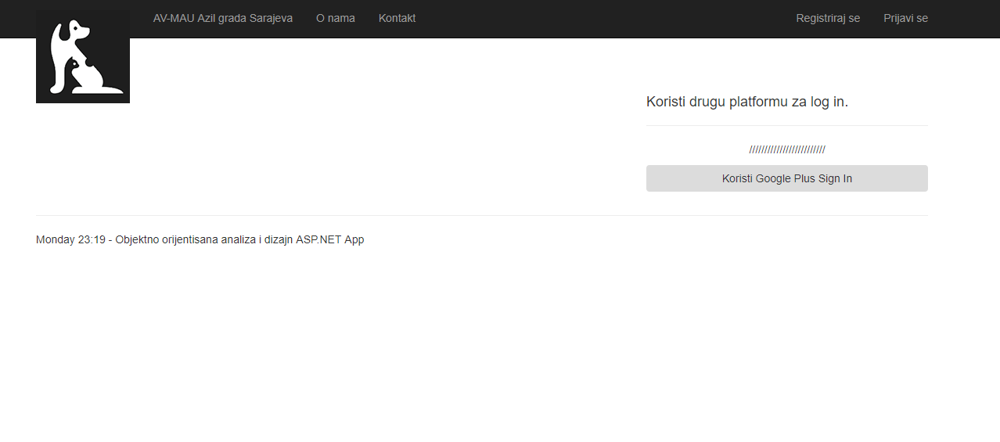 AV-MAU Azil grada Sarajeva O nama Kontakt Registriraj se Prijavi se
Koristi drugu platformu za log in.
/////////////////////////
Koristi Google Plus Sign In
Monday 23:19 - Objektno orijentisana analiza i dizajn ASP.NET App